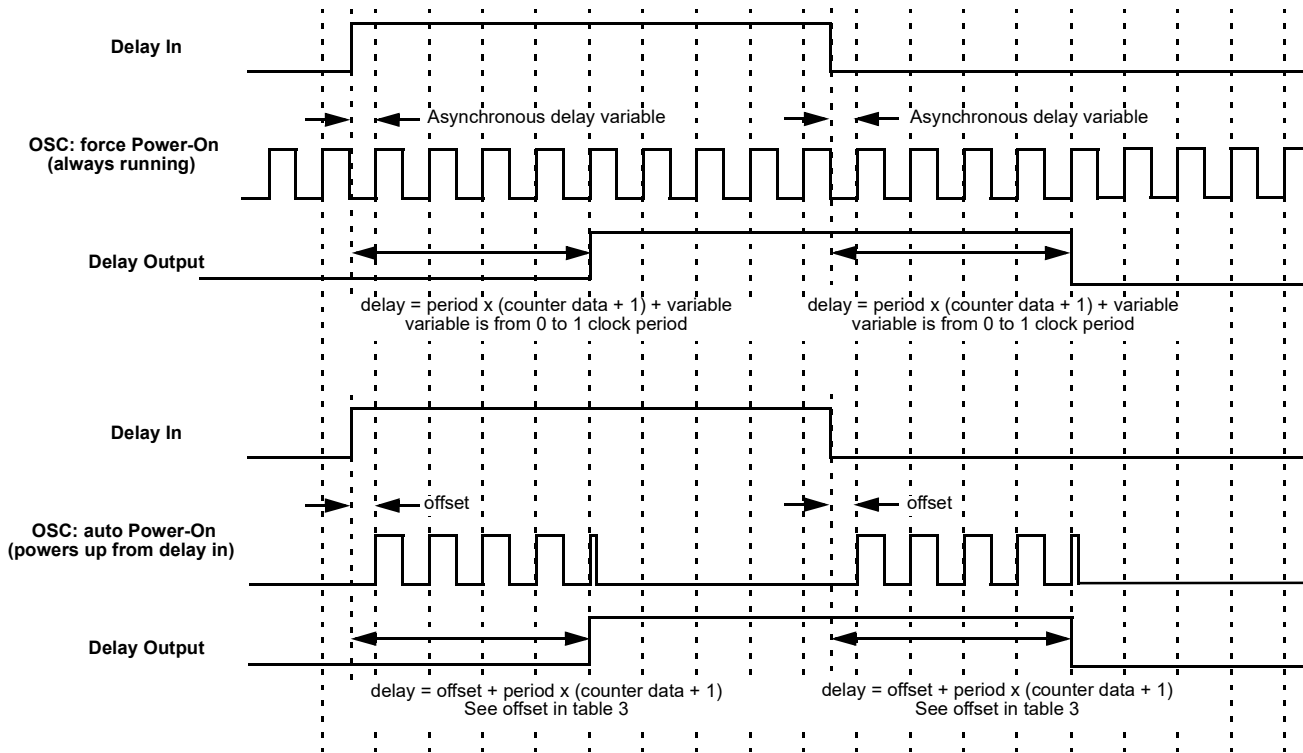 Delay In
Asynchronous delay variable
Asynchronous delay variable
OSC: force Power-On
(always running)
Delay Output
delay = period x (counter data + 1) + variable
variable is from 0 to 1 clock period
delay = period x (counter data + 1) + variable
variable is from 0 to 1 clock period
Delay In
offset
offset
OSC: auto Power-On
(powers up from delay in)
Delay Output
delay = offset + period x (counter data + 1)
See offset in table 3
delay = offset + period x (counter data + 1)
See offset in table 3